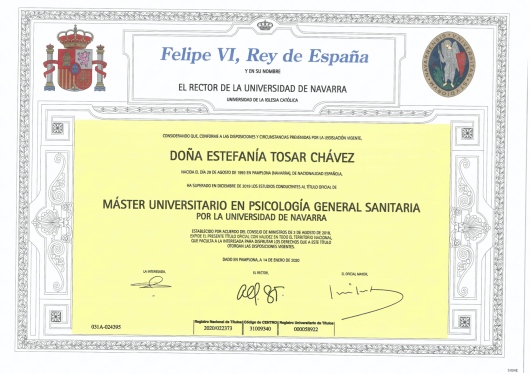 Felipe VI, Rey de España
Y EN SU NOMBRE
EL RECTOR DE LA UNIVERSIDAD DE NAVARRA
UNIVERSIDAD DE LA IGLESIA CATÓLICA
CONSIDERANDO QUE, CONFORME A LAS DISPOSICIONES Y CIRCUNSTANCIAS PREVENIDAS POR LA LEGISLACIÓN VIGENTE,
DOÑA ESTEFANÍA TOSAR CHÁVEZ
NACIDA EL DÍA 29 DE AGOSTO DE EN PAMPLONA (NAVARRA), DE NACIONALIDAD ESPAÑOLA,
HA SUPERADO EN DICIEMBRE DE 2019 LOS ESTUDIOS CONDUCENTES AL TÍTULO OFICIAL DE
MÁSTER UNIVERSITARIO EN PSICOLOGÍA GENERAL SANITARIA
POR LA UNIVERSIDAD DE NAVARRA
ESTABLECIDO POR ACUERDO DEL CONSEJO DE MINISTROS DE 3 DE AGOSTO DE
EXPIDE EL PRESENTE TÍTULO OFICIAL CON VALIDEZ EN TODO EL TERRITORIO NACIONAL,
QUE FACULTA A LA INTERESADA PARA DISFRUTAR LOS DERECHOS QUE A ESTE TÍTULO
OTORGAN LAS DISPOSICIONES VIGENTES.
DADO EN PAMPLONA, A 14 DE ENERO DE 2020
LA INTERESADA, EL RECTOR, EL OFICIAL MAYOR,
031A-024395
Registro Nacional de Títulos Código de CENTRO Registro Universitario de Títulos
2020/022373 31009340 000058922